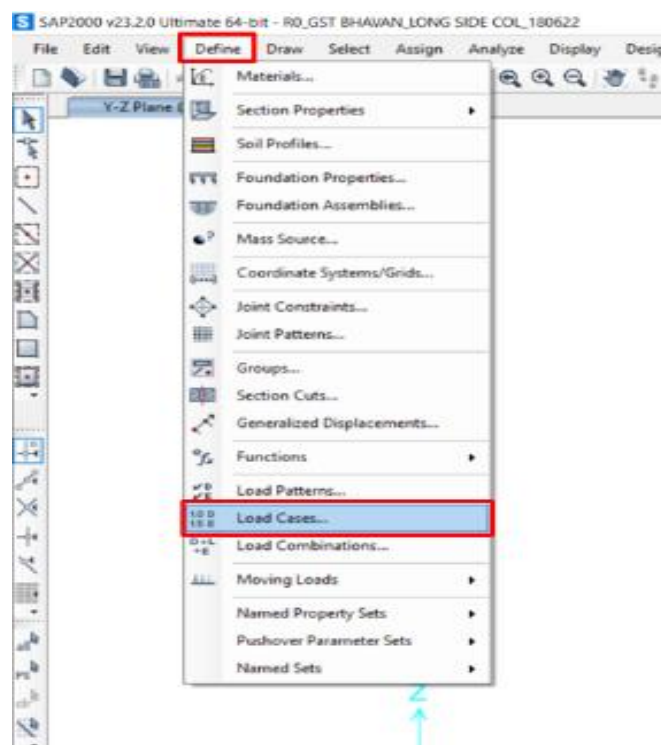 SAP2000 v23.2.0 Ultimate 64-bit - R0_GST BHAVAN_LONG SIDE COL_180622
File Edit View Define Draw Select Assign Analyze Display Desig
Y-Z Plane
Materials...
Section Properties
Soil Profiles...
Foundation Properties...
Foundation Assemblies...
Mass Source...
Coordinate Systems/Grids...
Joint Constraints...
Joint Patterns...
Groups...
Section Cuts...
Generalized Displacements...
Functions
Load Patterns...
Load Cases...
Load Combinations...
Moving Loads
Named Property Sets
Pushover Parameter Sets
Named Sets
Z